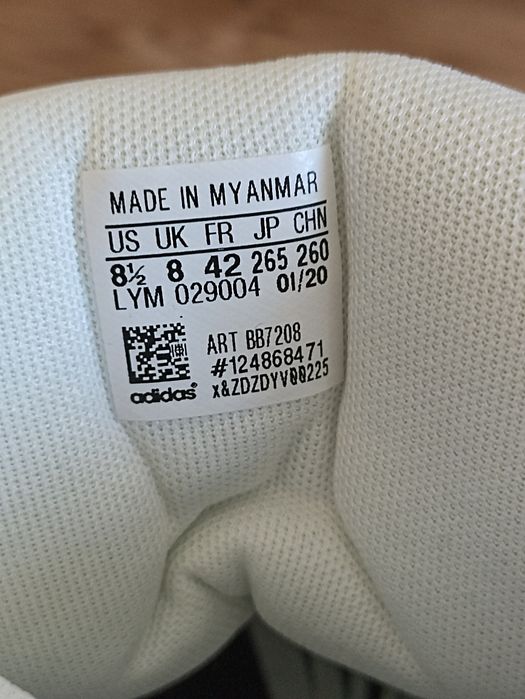 MADE IN MYANMAR
US UK FR JP CHN
8½ 8 42 265 260
LYM 029004 01/20
ART BB7208
#124868471
adidas® X&ZDZDYV00225